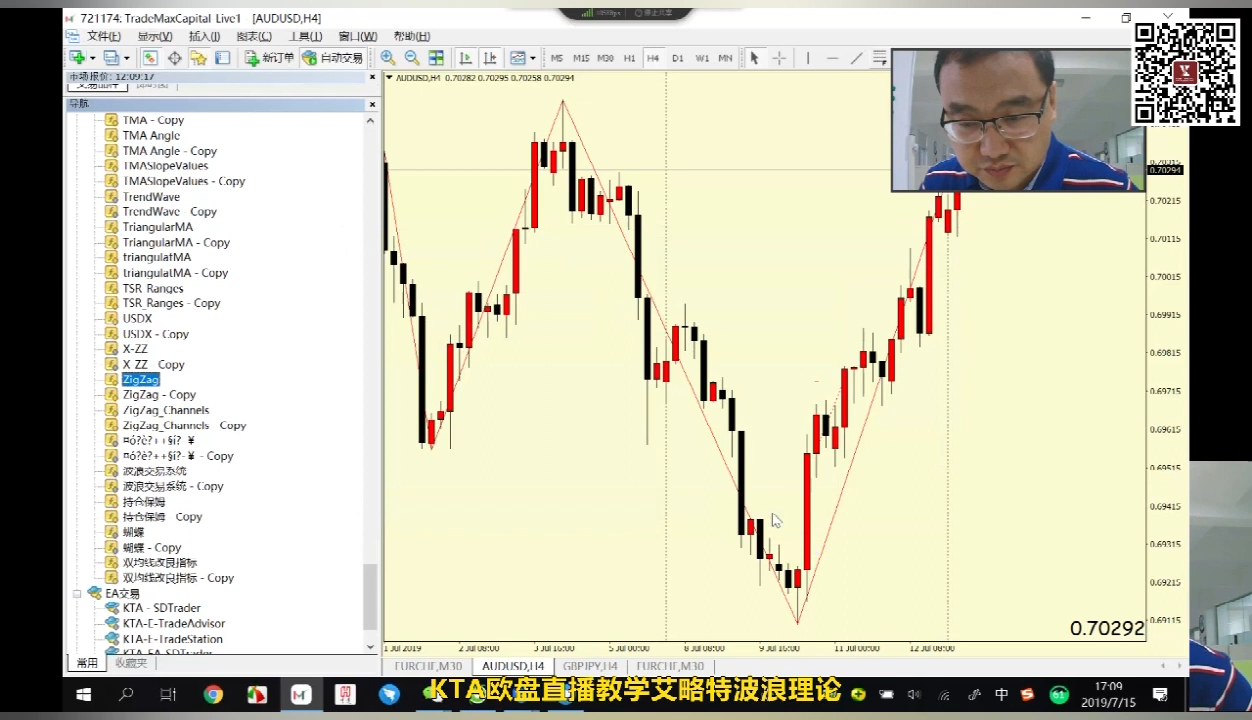 721174: TradeMaxCapital-Live1 - [AUDUSD,H4]
文件(F) 显示(V) 插入(I) 图表(C) 工具(T) 窗口(W) 帮助(H)
新订单 自动交易 M5 M15 M30 H1 H4 D1 W1 MN
市场报价: 12:09:17
导航
AUDUSD,H4 0.70282 0.70295 0.70258 0.70294
TMA - Copy
TMA Angle
TMA Angle - Copy
TMASlopeValues
TMASlopeValues - Copy
TrendWave
TrendWave - Copy
TriangularMA
TriangularMA - Copy
triangulatMA
triangulatMA - Copy
TSR_Ranges
TSR_Ranges - Copy
USDX
USDX - Copy
X-ZZ
X-ZZ - Copy
ZigZag
ZigZag - Copy
ZigZag_Channels
ZigZag_Channels - Copy
波浪交易系统
波浪交易系统 - Copy
持仓保姆
持仓保姆 - Copy
蝴蝶
蝴蝶 - Copy
双均线改良指标
双均线改良指标 - Copy
EA交易
KTA - SDTrader
KTA-E-TradeAdvisor
KTA-E-TradeStation
KTA-EA-SDTrader
常用 收藏夹
0.70315
0.70294
0.70215
0.70115
0.70015
0.69915
0.69815
0.69715
0.69615
0.69515
0.69415
0.69315
0.69215
0.69115
0.70292
1 Jul 2019 2 Jul 08:00 3 Jul 16:00 5 Jul 00:00 8 Jul 08:00 9 Jul 16:00 11 Jul 00:00 12 Jul 08:00
EURCHF,M30 AUDUSD,H4 GBPJPY,H4 EURCHF,M30
KTA欧盘直播教学艾略特波浪理论
中 61 17:09
2019/7/15